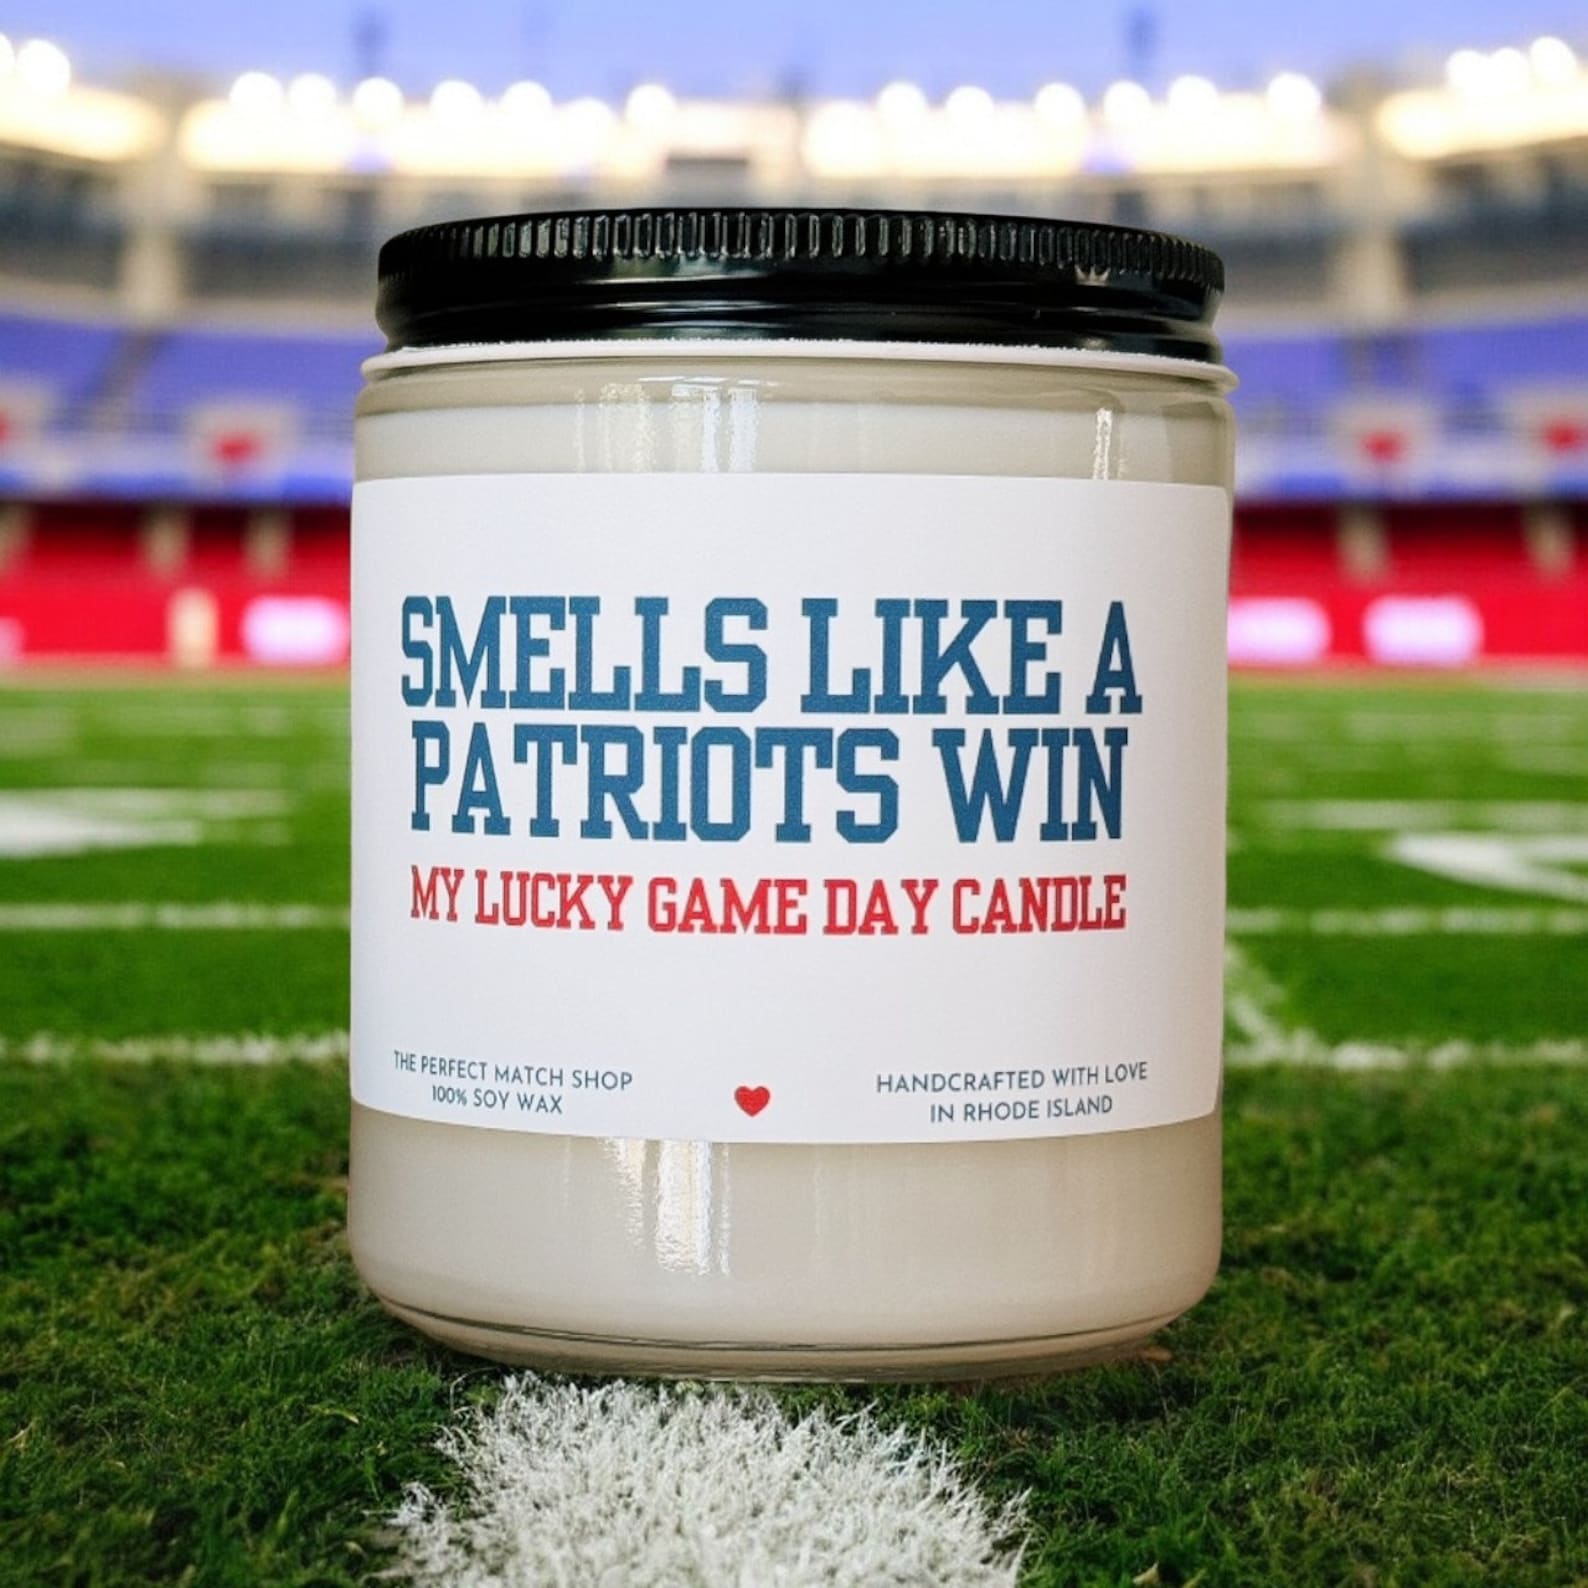 SMELLS LIKE A
PATRIOTS WIN
MY LUCKY GAME DAY CANDLE
THE PERFECT MATCH SHOP
100% SOY WAX
HANDCRAFTED WITH LOVE
IN RHODE ISLAND